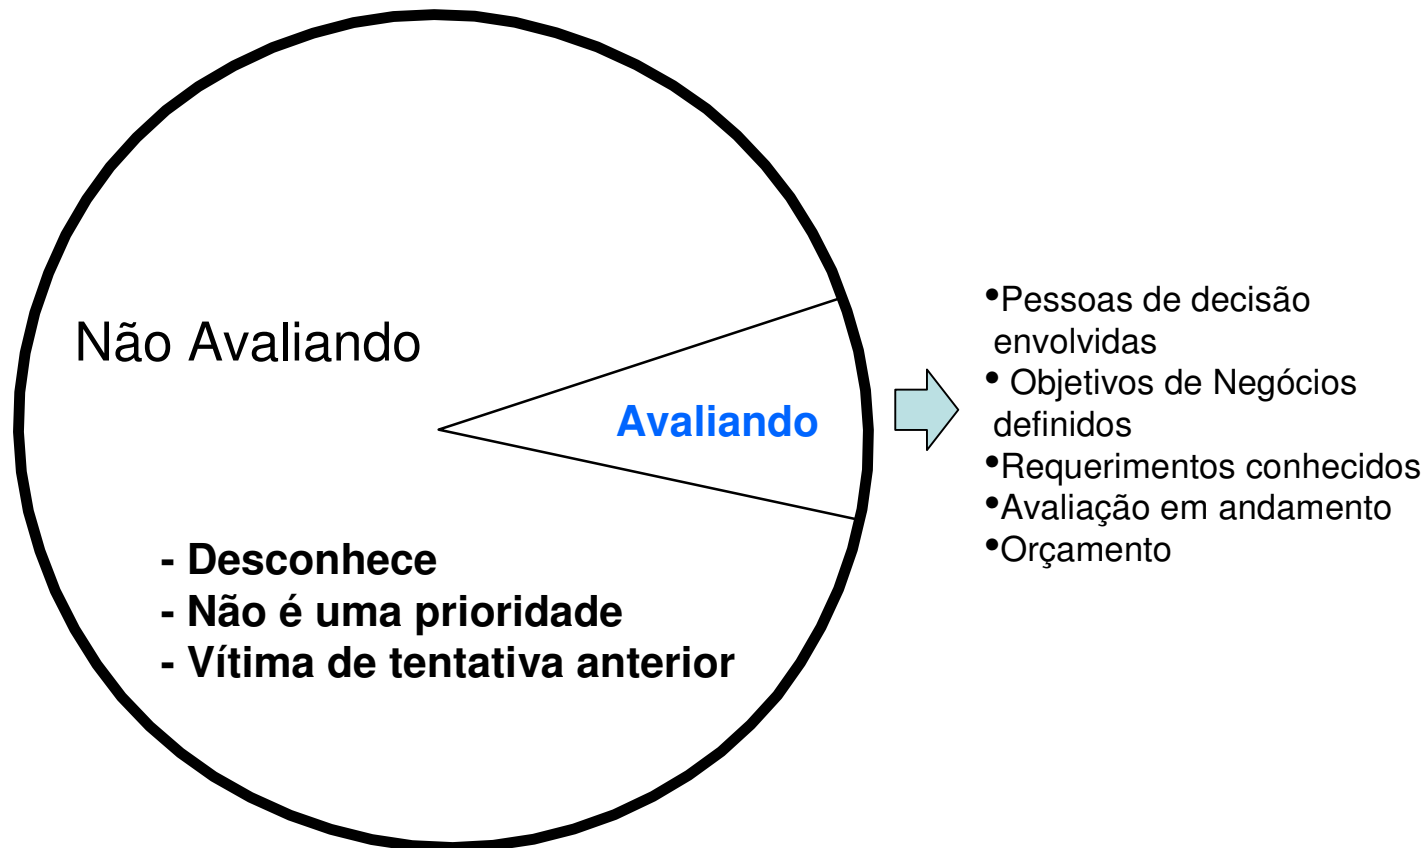 Não Avaliando
Avaliando
- Desconhece
- Não é uma prioridade
- Vítima de tentativa anterior
•Pessoas de decisão
envolvidas
• Objetivos de Negócios
definidos
•Requerimentos conhecidos
•Avaliação em andamento
•Orçamento